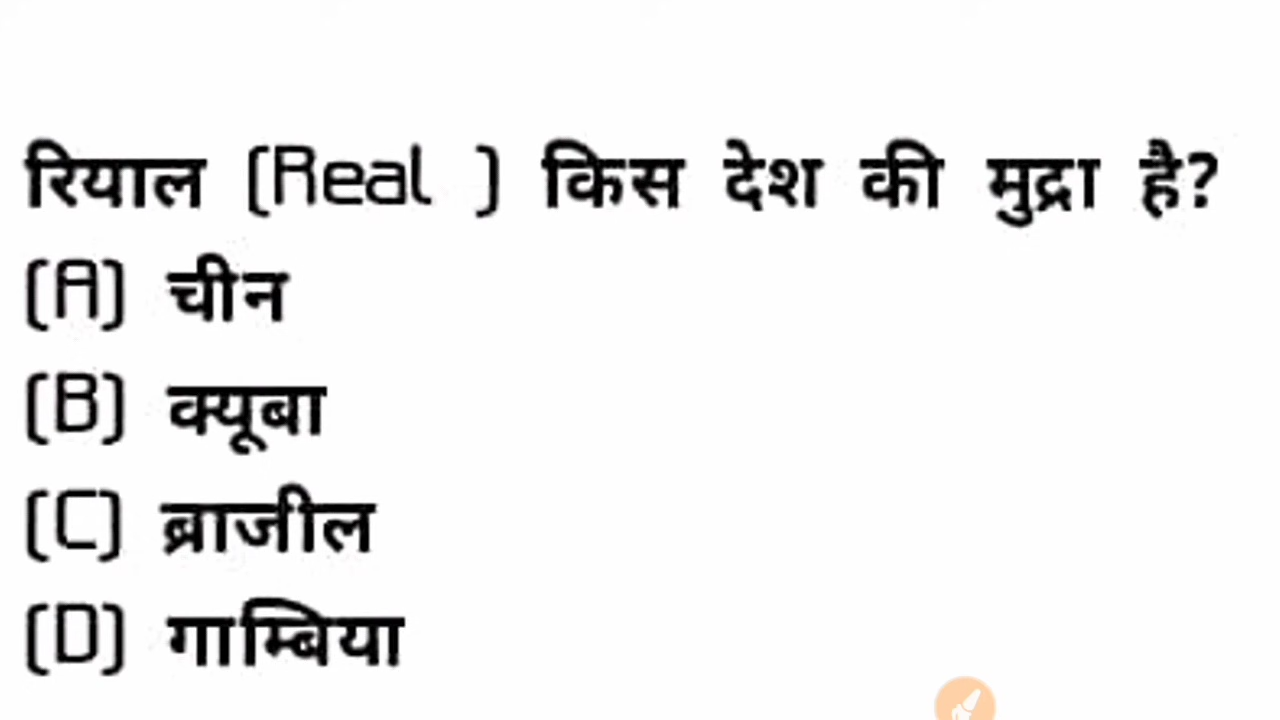 रियाल (Real ) किस देश की मुद्रा है?
(A) चीन
(B) क्यूबा
(C) ब्राजील
(D) गाम्बिया